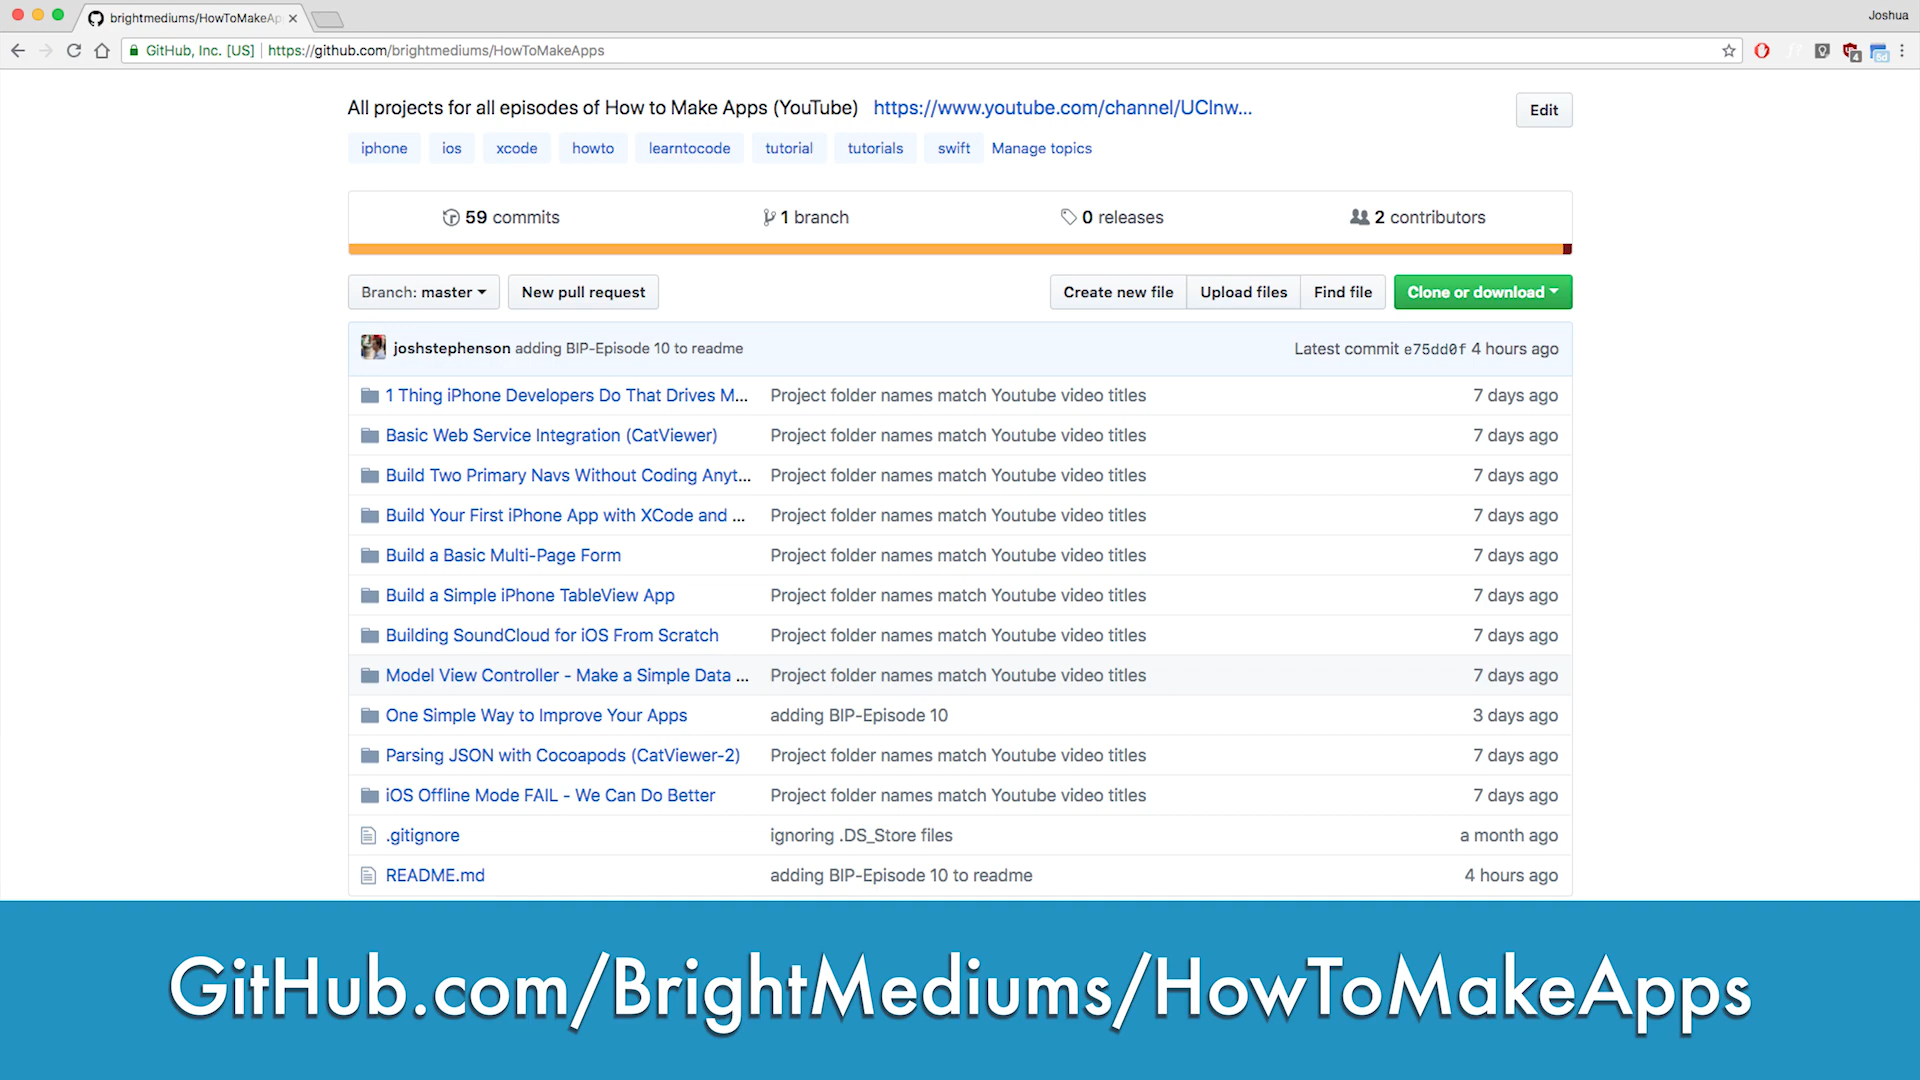 brightmediums/HowToMakeAp
Joshua
GitHub, Inc. [US] https://github.com/brightmediums/HowToMakeApps
4
5d
All projects for all episodes of How to Make Apps (YouTube) https://www.youtube.com/channel/UClnw...
Edit
iphone ios xcode howto learntocode tutorial tutorials swift Manage topics
59 commits 1 branch 0 releases 2 contributors
Branch: master New pull request Create new file Upload files Find file Clone or download
joshstephenson adding BIP-Episode 10 to readme Latest commit e75dd0f 4 hours ago
1 Thing iPhone Developers Do That Drives M... Project folder names match Youtube video titles 7 days ago
Basic Web Service Integration (CatViewer) Project folder names match Youtube video titles 7 days ago
Build Two Primary Navs Without Coding Anyt... Project folder names match Youtube video titles 7 days ago
Build Your First iPhone App with XCode and ... Project folder names match Youtube video titles 7 days ago
Build a Basic Multi-Page Form Project folder names match Youtube video titles 7 days ago
Build a Simple iPhone TableView App Project folder names match Youtube video titles 7 days ago
Building SoundCloud for iOS From Scratch Project folder names match Youtube video titles 7 days ago
Model View Controller - Make a Simple Data ... Project folder names match Youtube video titles 7 days ago
One Simple Way to Improve Your Apps adding BIP-Episode 10 3 days ago
Parsing JSON with Cocoapods (CatViewer-2) Project folder names match Youtube video titles 7 days ago
iOS Offline Mode FAIL - We Can Do Better Project folder names match Youtube video titles 7 days ago
.gitignore ignoring .DS_Store files a month ago
README.md adding BIP-Episode 10 to readme 4 hours ago
GitHub.com/BrightMediums/HowToMakeApps